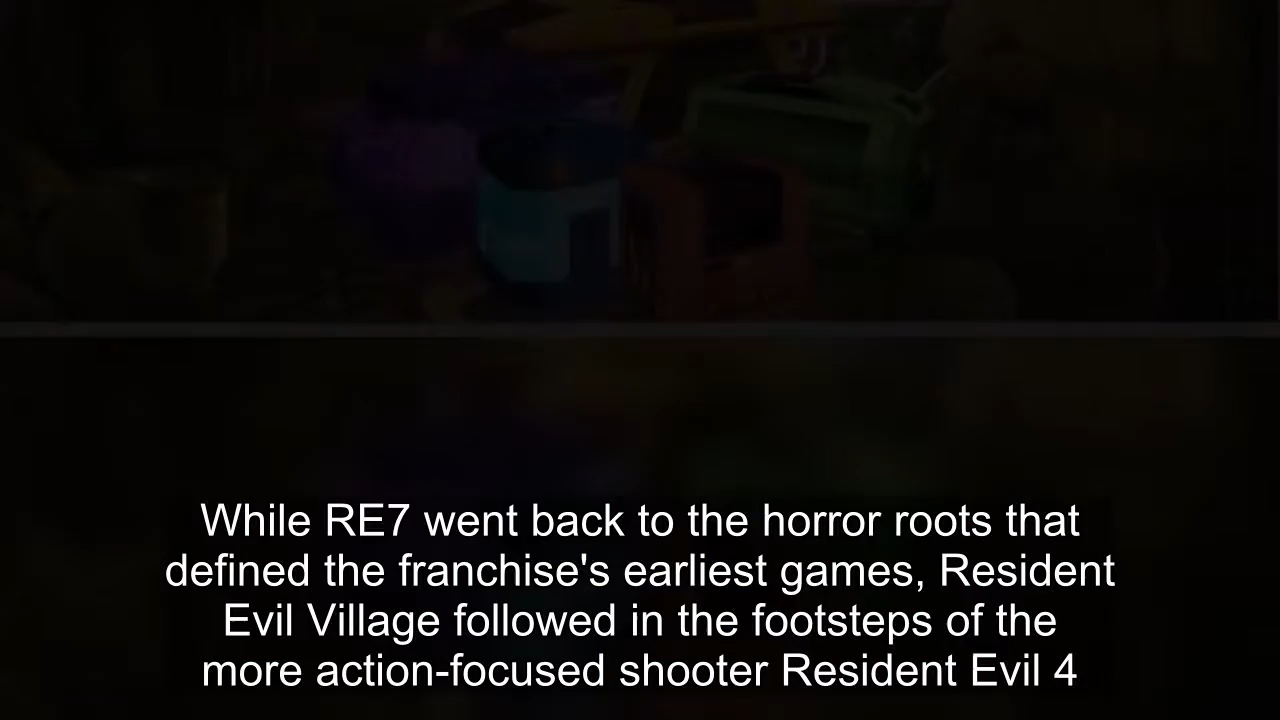 While RE7 went back to the horror roots that
defined the franchise's earliest games, Resident
Evil Village followed in the footsteps of the
more action-focused shooter Resident Evil 4